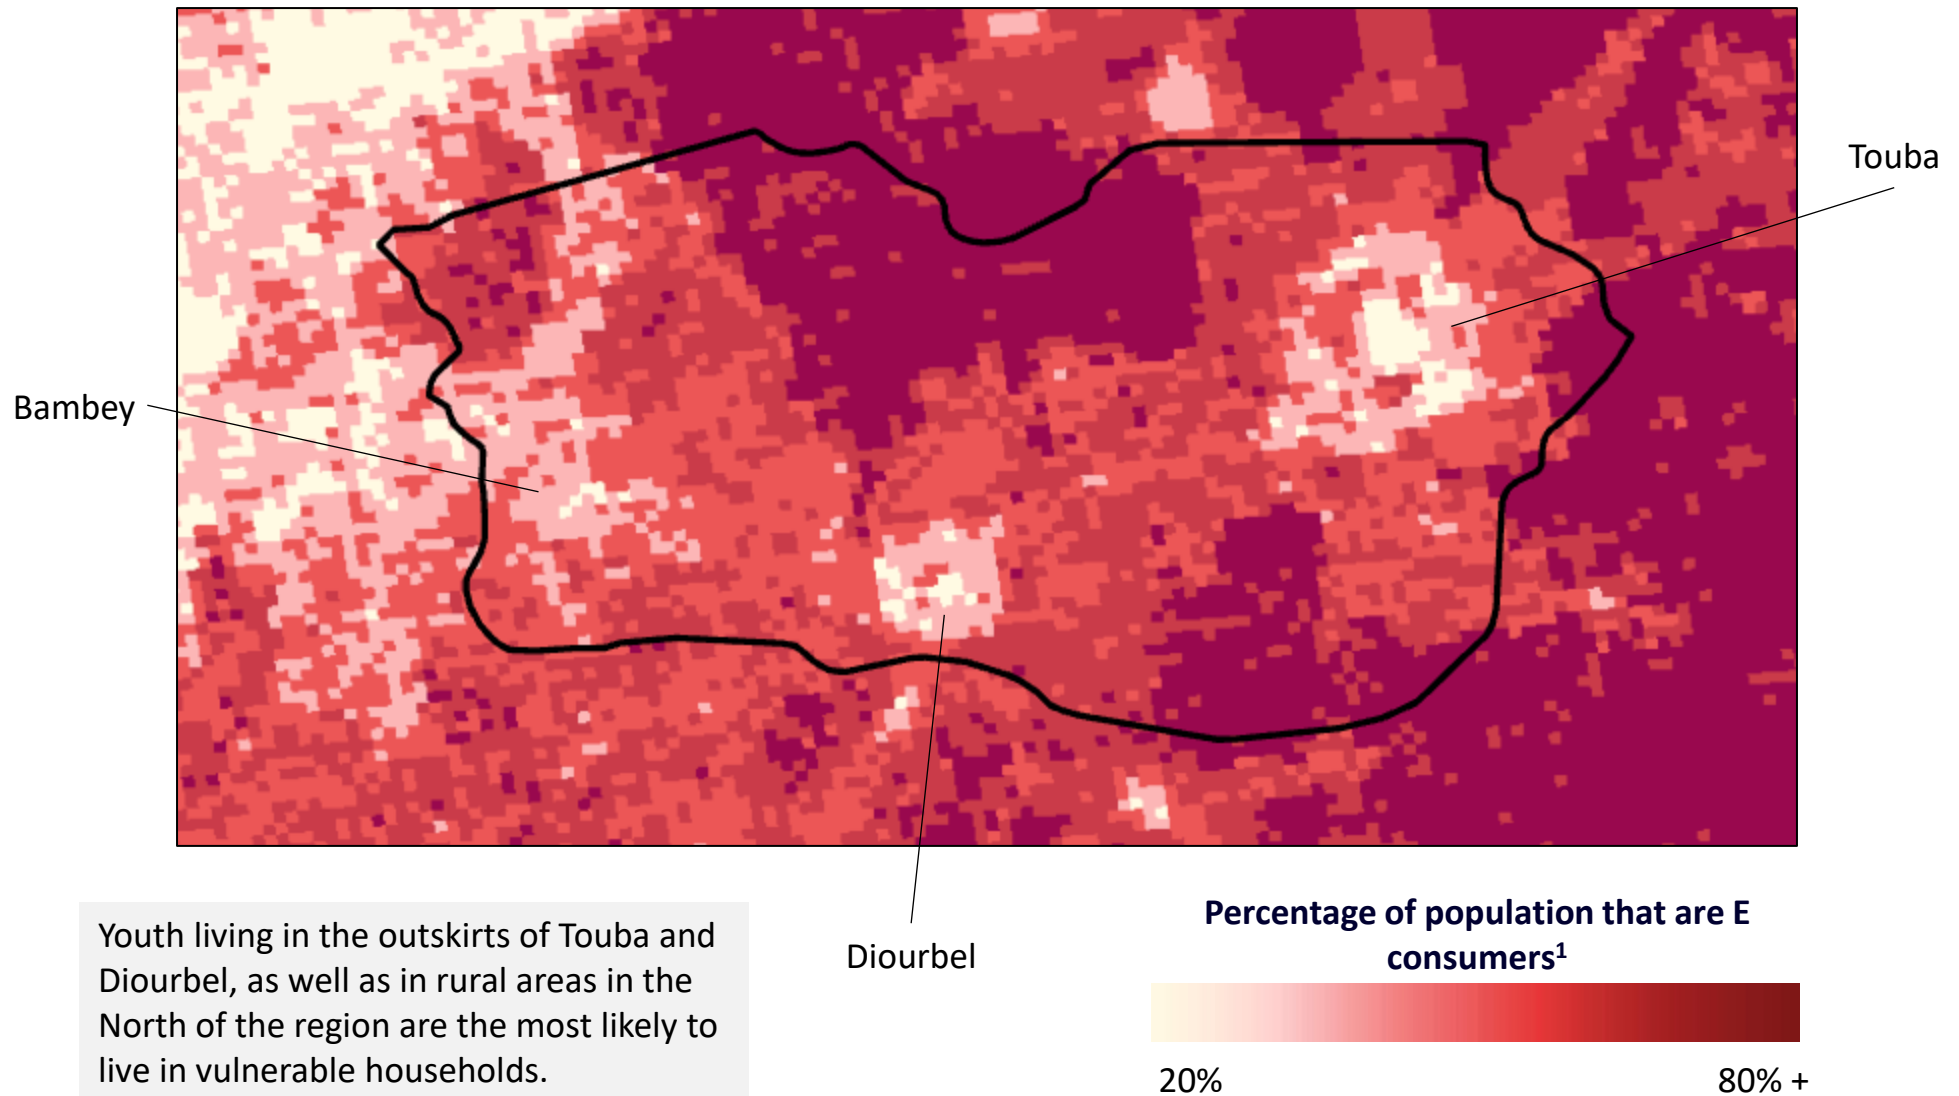 Touba
Bambey
Diourbel
Youth living in the outskirts of Touba and
Diourbel, as well as in rural areas in the
North of the region are the most likely to
live in vulnerable households.
Percentage of population that are E
consumers¹
20%
80% +